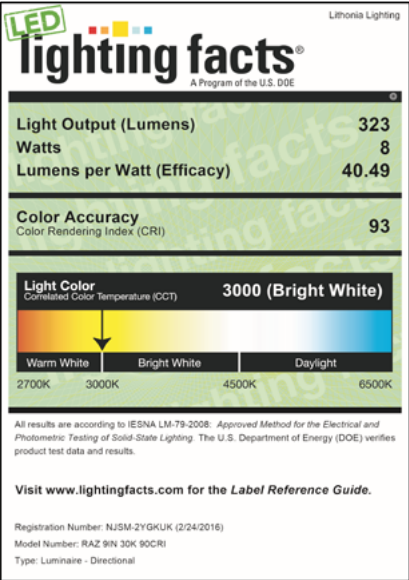 Lithonia Lighting
LED
lighting facts®
A Program of the U.S. DOE
Light Output (Lumens) 323
Watts 8
Lumens per Watt (Efficacy) 40.49
Color Accuracy
Color Rendering Index (CRI) 93
Light Color
Correlated Color Temperature (CCT) 3000 (Bright White)
Warm White Bright White Daylight
2700K 3000K 4500K 6500K
All results are according to IESNA LM-79-2008: Approved Method for the Electrical and
Photometric Testing of Solid-State Lighting. The U.S. Department of Energy (DOE) verifies
product test data and results.
Visit www.lightingfacts.com for the Label Reference Guide.
Registration Number: NJSM-2YGKUK (2/24/2016)
Model Number: RAZ 9IN 30K 90CRI
Type: Luminaire - Directional